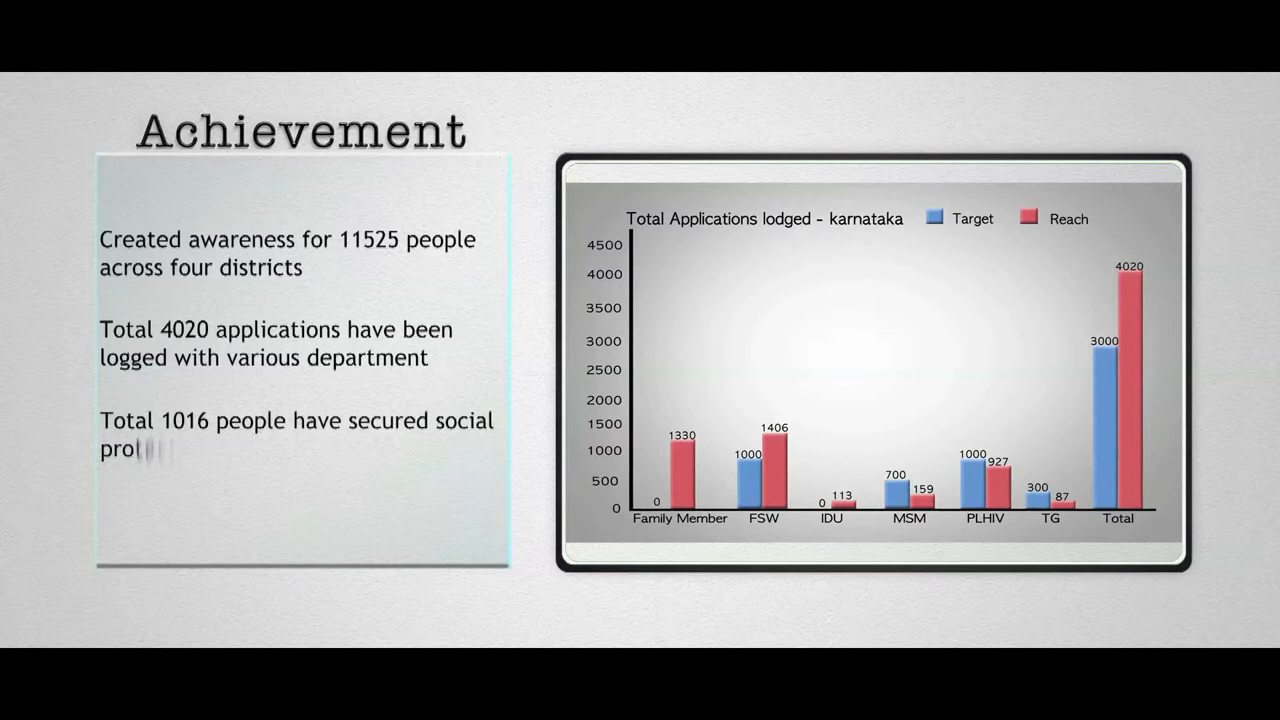 Achievement
Created awareness for 11525 people
across four districts
Total 4020 applications have been
logged with various department
Total 1016 people have secured social
Total Applications lodged - karnataka
Target
Reach
4500
4000
3500
3000
2500
2000
1500
1000
500
0
0
1330
1000
1406
0
113
700
159
1000
927
300
87
3000
4020
Family Member
FSW
IDU
MSM
PLHIV
TG
Total